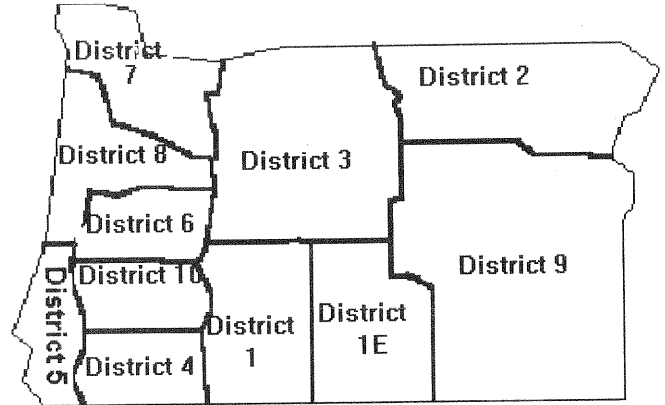 District
7
District 2
District 8
District 3
District 6
District 9
District 10
District 5
District
1
District
1E
District 4